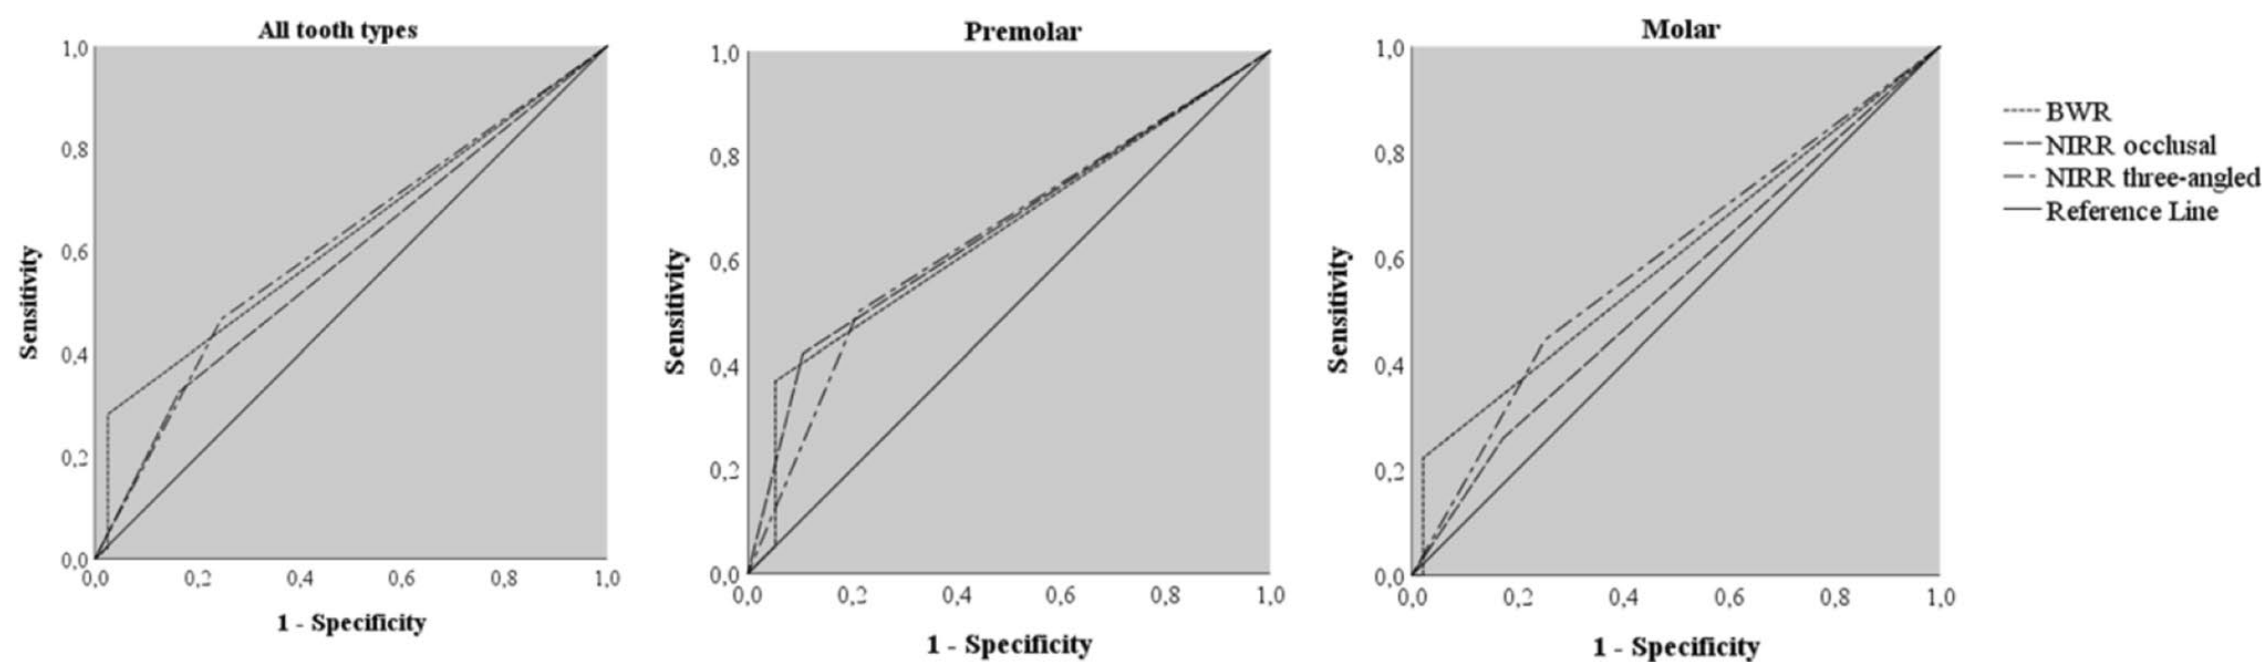 All tooth types
1,0
0,8
0,6
0,4
0,2
0,0
Sensitivity
0,0 0,2 0,4 0,6 0,8 1,0
1 - Specificity
Premolar
1,0
0,8
0,6
0,4
0,2
0,0
Sensitivity
0,0 0,2 0,4 0,6 0,8 1,0
1 - Specificity
Molar
1,0
0,8
0,6
0,4
0,2
0,0
Sensitivity
0,0 0,2 0,4 0,6 0,8 1,0
1 - Specificity
BWR
NIRR occlusal
NIRR three-angled
Reference Line